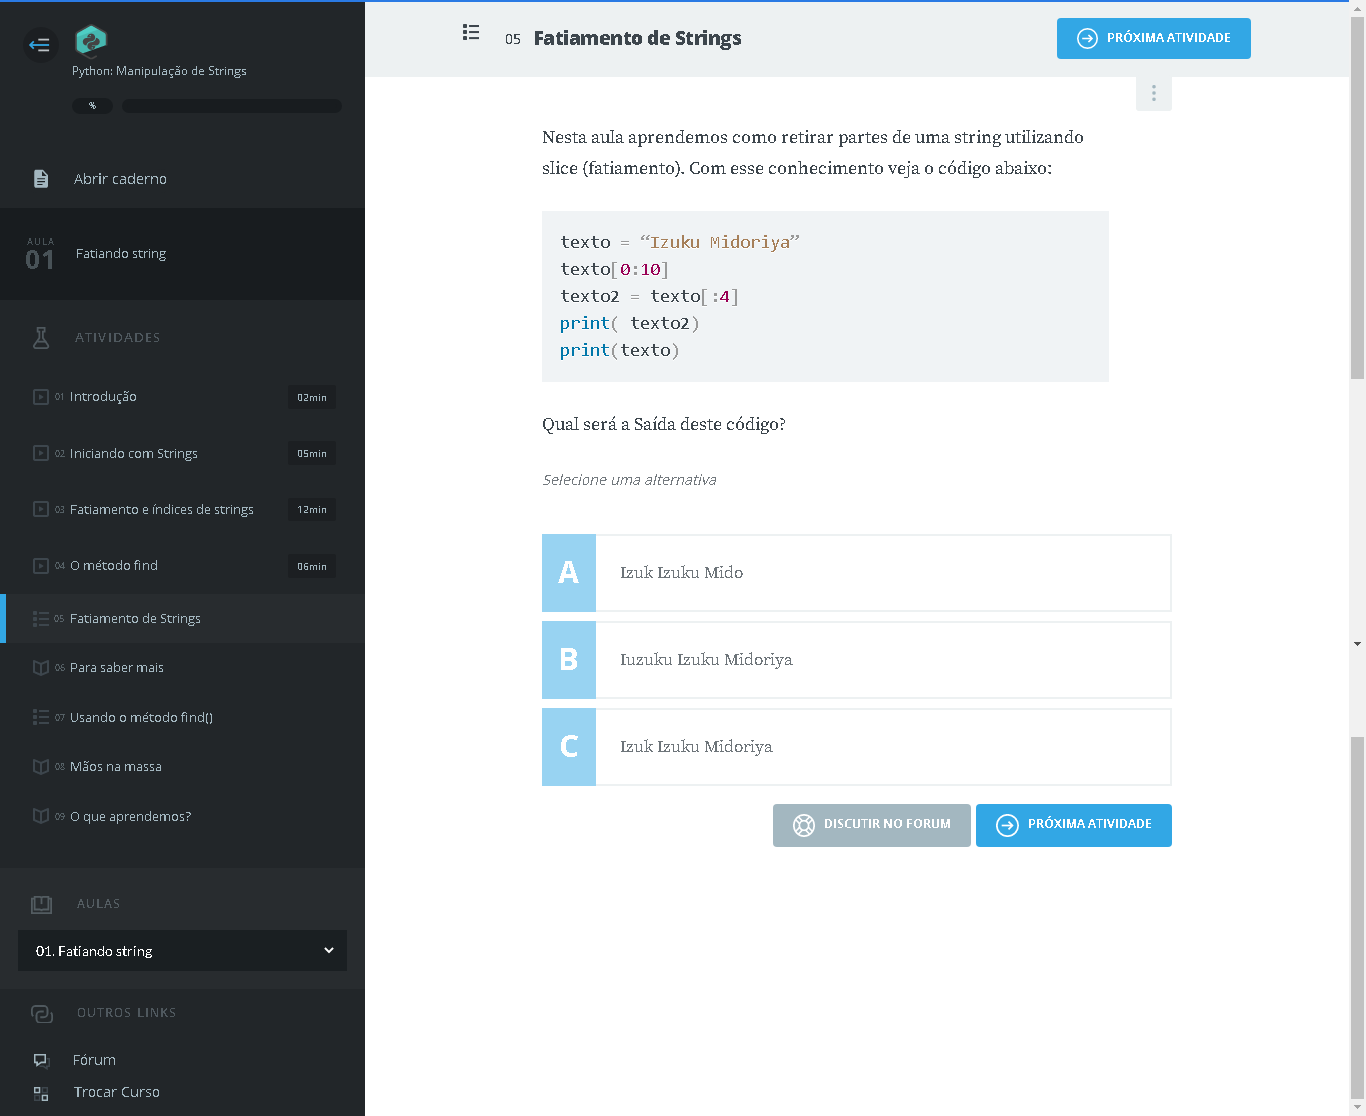 Python: Manipulação de Strings
%
Abrir caderno
AULA
01
Fatiando string
ATIVIDADES
01 Introdução 02min
02 Iniciando com Strings 05min
03 Fatiamento e índices de strings 12min
04 O método find 06min
05 Fatiamento de Strings
06 Para saber mais
07 Usando o método find()
08 Mãos na massa
09 O que aprendemos?
AULAS
01. Fatiando string
OUTROS LINKS
Fórum
Trocar Curso
05 Fatiamento de Strings
PRÓXIMA ATIVIDADE
Nesta aula aprendemos como retirar partes de uma string utilizando
slice (fatiamento). Com esse conhecimento veja o código abaixo:
texto = “Izuku Midoriya”
texto[0:10]
texto2 = texto[:4]
print( texto2)
print(texto)
Qual será a Saída deste código?
Selecione uma alternativa
A Izuk Izuku Mido
B Iuzuku Izuku Midoriya
C Izuk Izuku Midoriya
DISCUTIR NO FORUM
PRÓXIMA ATIVIDADE